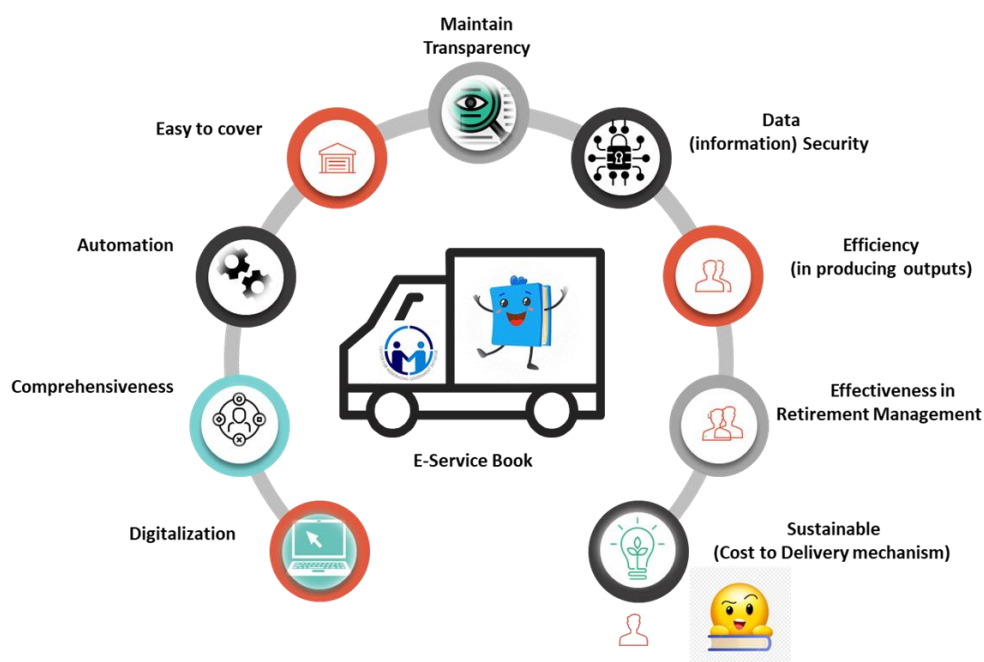 Maintain
Transparency
Easy to cover
Data
(information) Security
Automation
Efficiency
(in producing outputs)
Comprehensiveness
Effectiveness in
Retirement Management
E-Service Book
Digitalization
Sustainable
(Cost to Delivery mechanism)